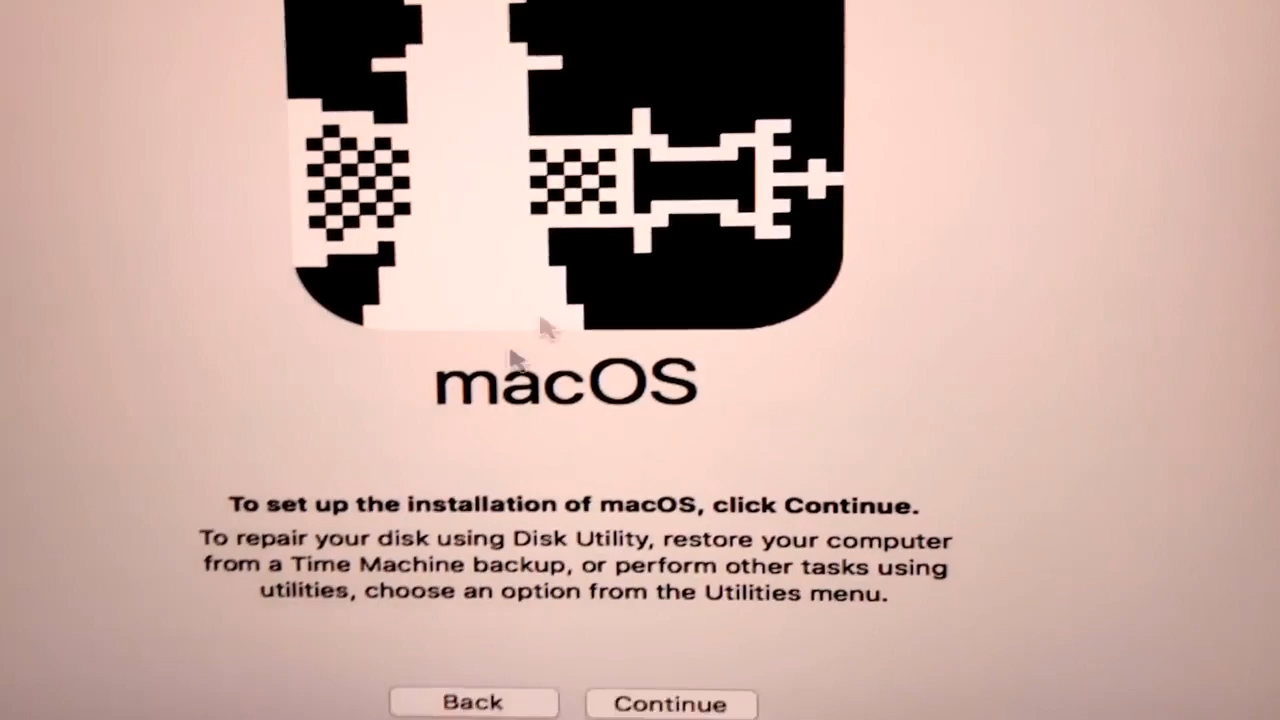 macOS
To set up the installation of macOS, click Continue.
To repair your disk using Disk Utility, restore your computer
from a Time Machine backup, or perform other tasks using
utilities, choose an option from the Utilities menu.
Back
Continue